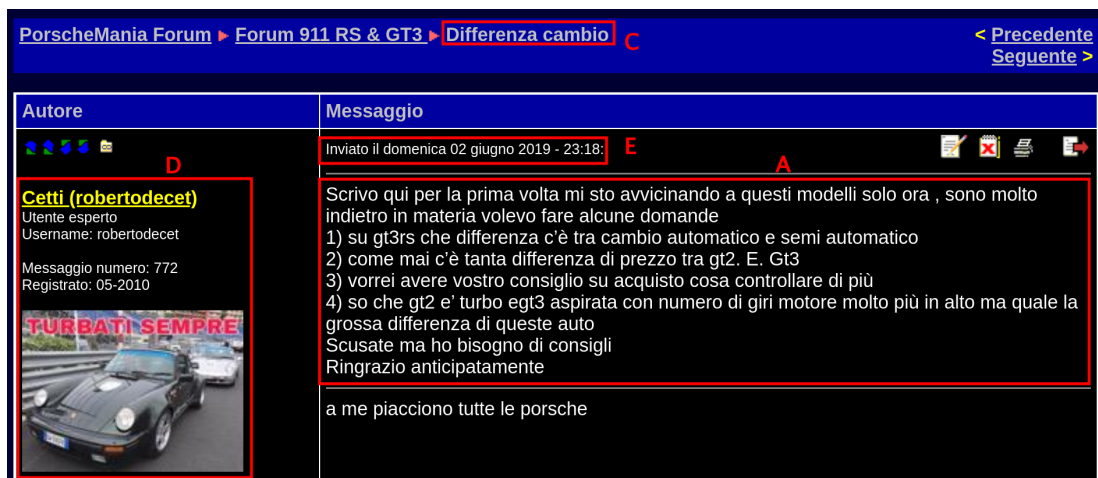 PorscheMania Forum ▶ Forum 911 RS & GT3 ▶ Differenza cambio
C
< Precedente
Seguente >
Autore
Messaggio
D
Cetti (robertodecet)
Utente esperto
Username: robertodecet
Messaggio numero: 772
Registrato: 05-2010
TURBATI SEMPRE
Inviato il domenica 02 giugno 2019 - 23:18:
E
A
Scrivo qui per la prima volta mi sto avvicinando a questi modelli solo ora , sono molto
indietro in materia volevo fare alcune domande
1) su gt3rs che differenza c’è tra cambio automatico e semi automatico
2) come mai c’è tanta differenza di prezzo tra gt2. E. Gt3
3) vorrei avere vostro consiglio su acquisto cosa controllare di più
4) so che gt2 e’ turbo egt3 aspirata con numero di giri motore molto più in alto ma quale la
grossa differenza di queste auto
Scusate ma ho bisogno di consigli
Ringrazio anticipatamente
a me piacciono tutte le porsche